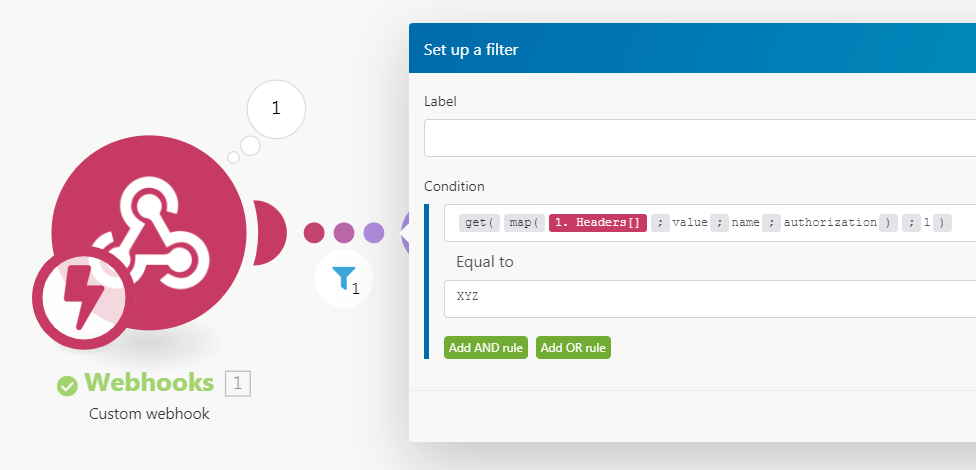 1
1
Webhooks 1
Custom webhook
Set up a filter
Label
Condition
get( map( 1. Headers[] ; value ; name ; authorization ) ; 1 )
Equal to
XYZ
Add AND rule Add OR rule